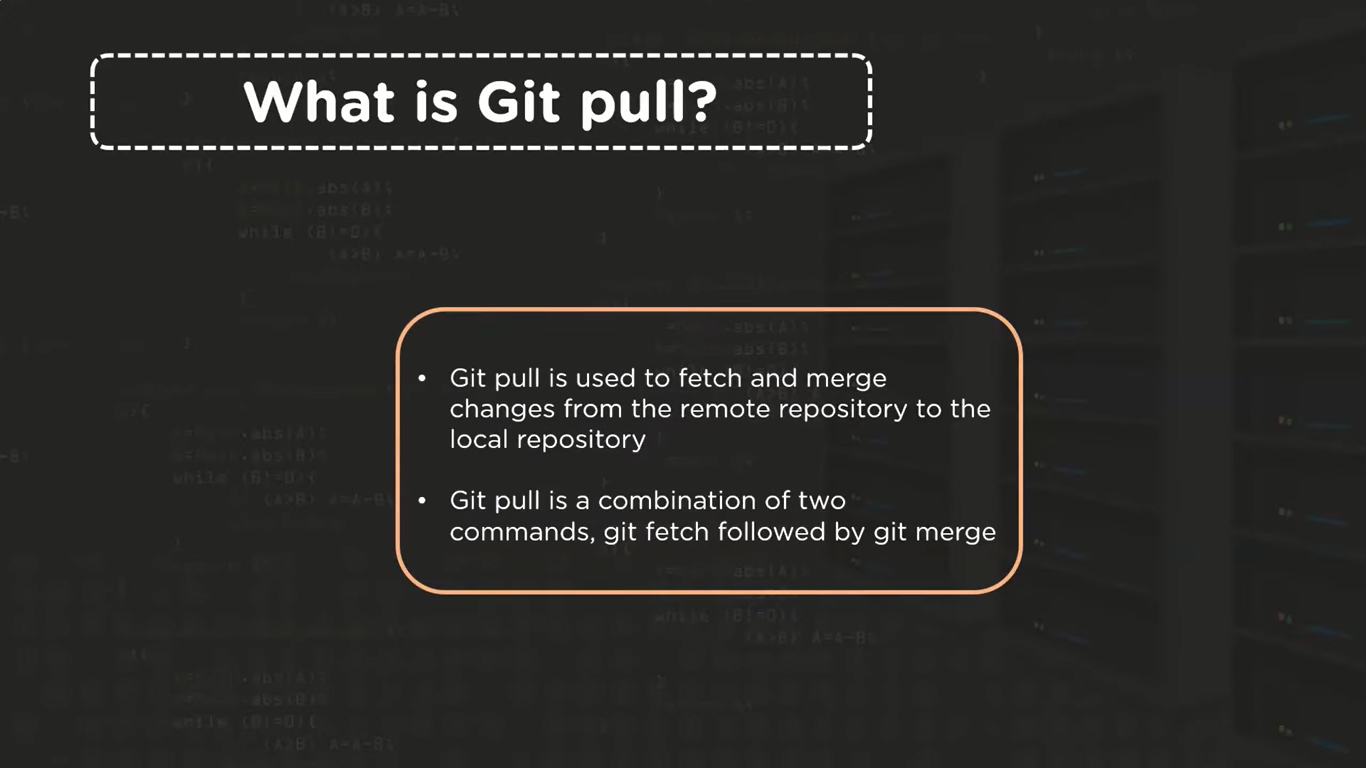 What is Git pull?
• Git pull is used to fetch and merge
changes from the remote repository to the
local repository
• Git pull is a combination of two
commands, git fetch followed by git merge